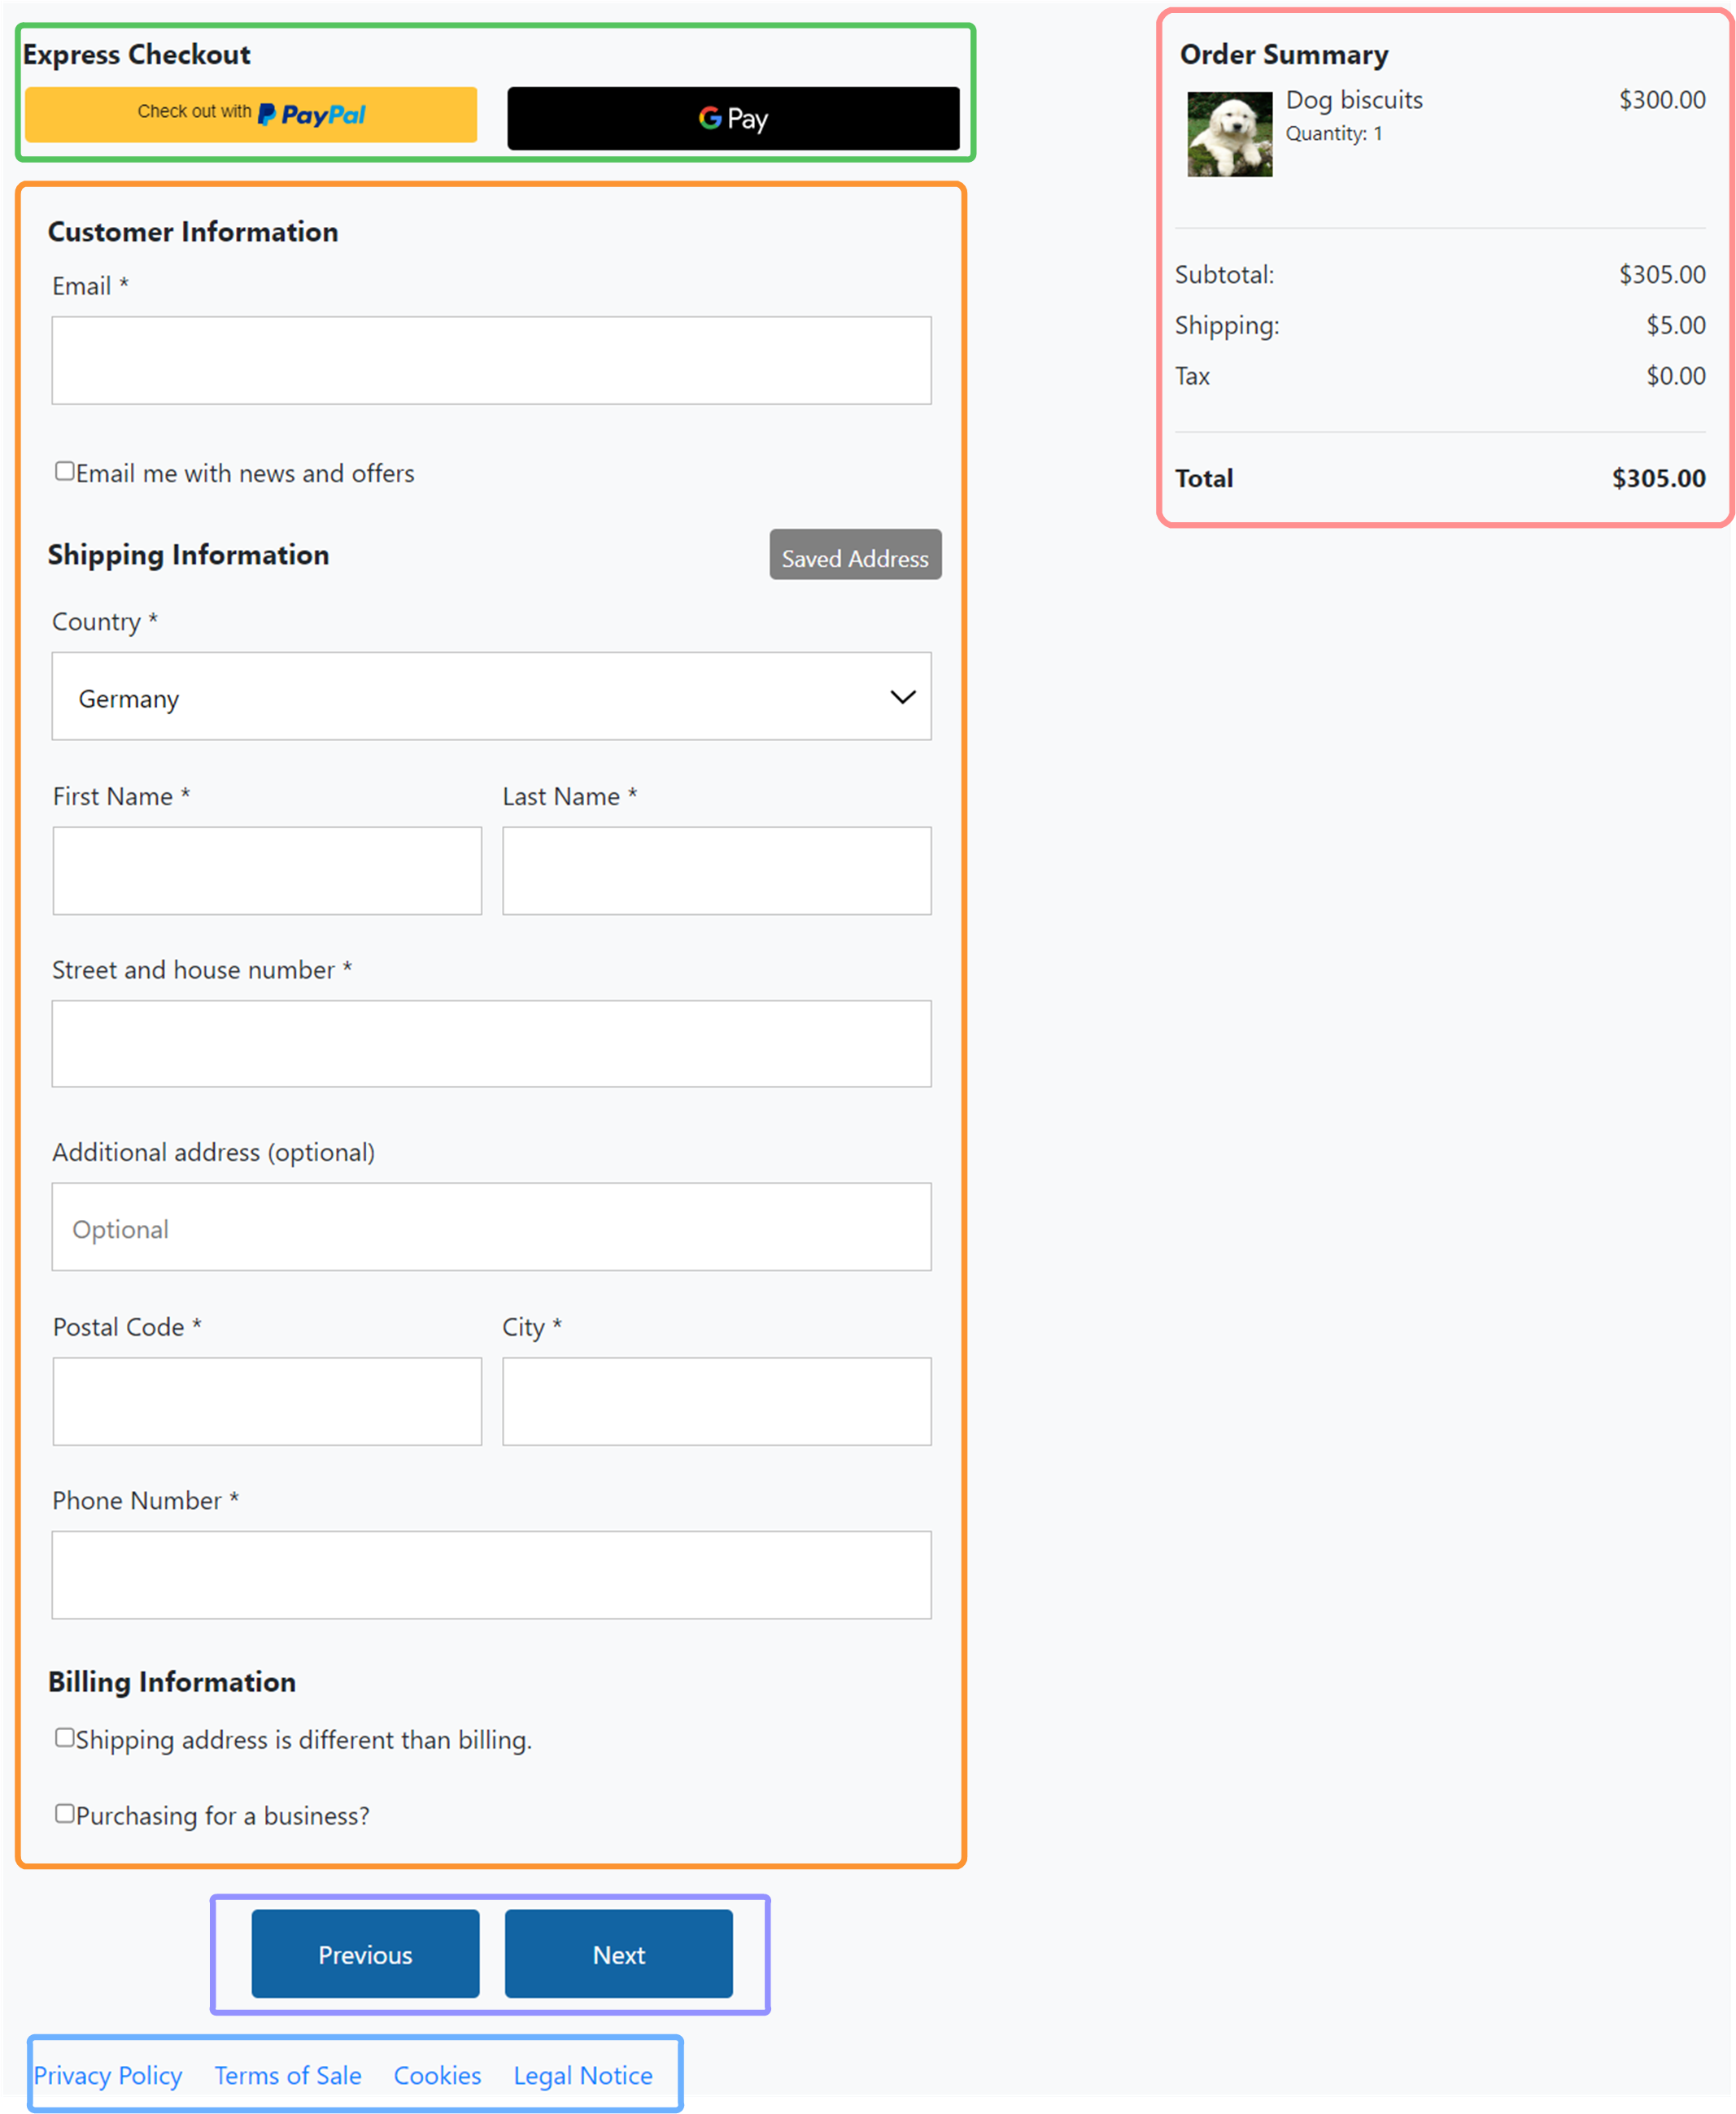 Express Checkout
Check out with PayPal
G Pay
Customer Information
Email *
Email me with news and offers
Shipping Information
Saved Address
Country *
Germany
First Name * Last Name *
Street and house number *
Additional address (optional)
Optional
Postal Code * City *
Phone Number *
Billing Information
Shipping address is different than billing.
Purchasing for a business?
Previous Next
Privacy Policy Terms of Sale Cookies Legal Notice
Order Summary
Dog biscuits $300.00
Quantity: 1
Subtotal: $305.00
Shipping: $5.00
Tax $0.00
Total $305.00